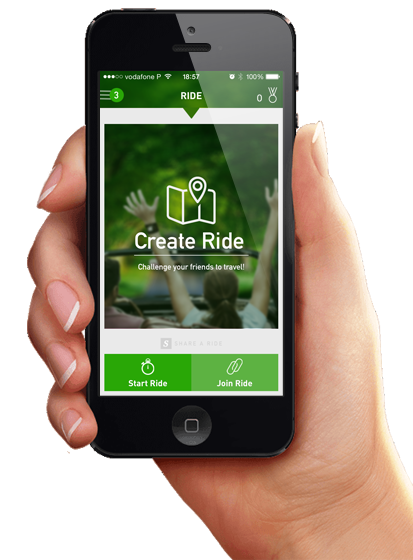 vodafone P 18:57 100%
3 RIDE 0
Create Ride
Challenge your friends to travel!
S SHARE A RIDE
Start Ride Join Ride